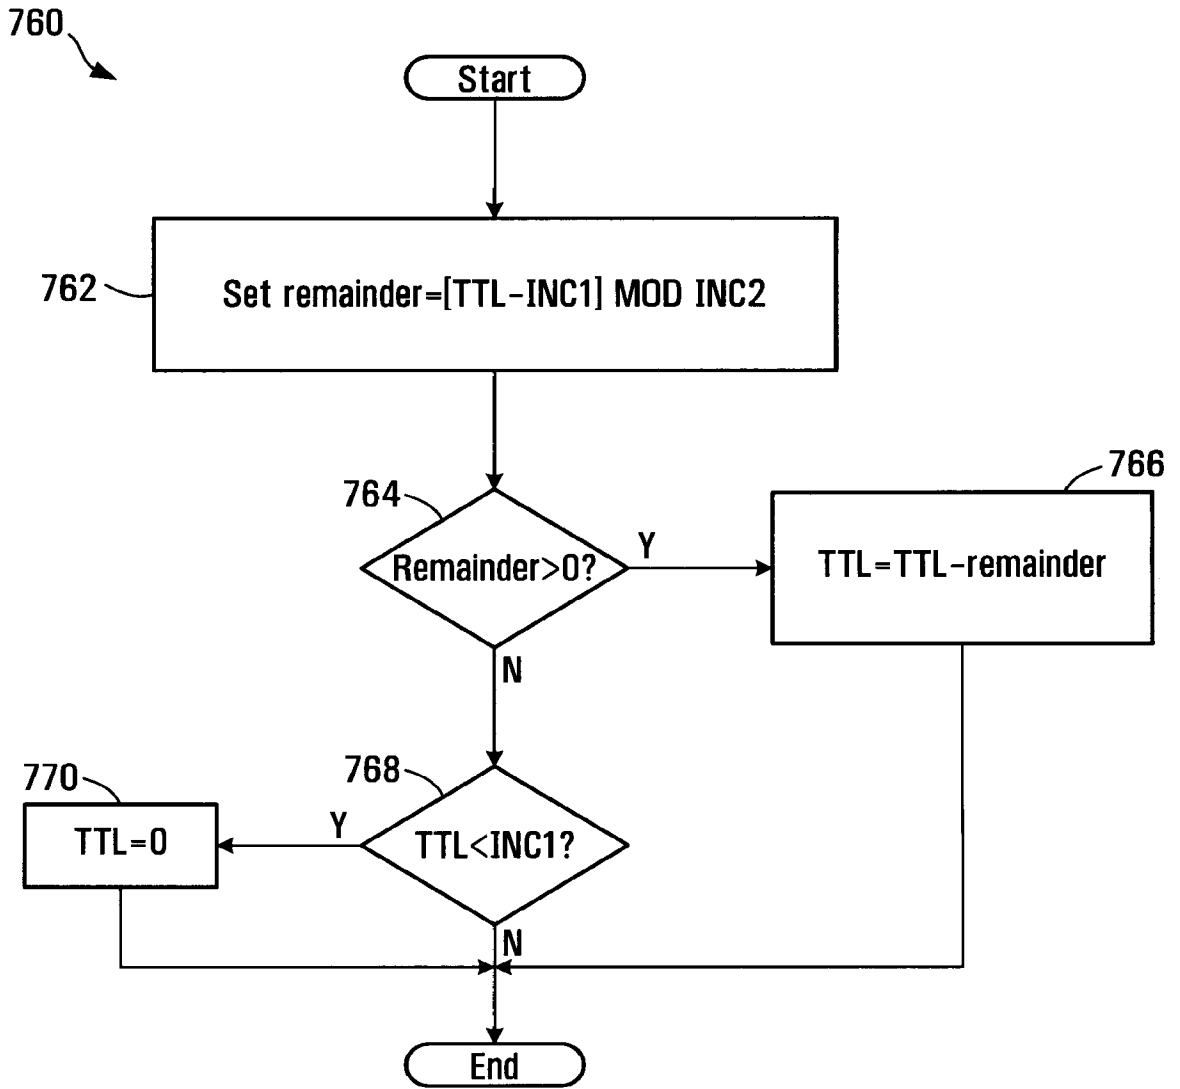 760
Start
762
Set remainder=[TTL-INC1] MOD INC2
766
764
Remainder>0?
Y
TTL=TTL-remainder
N
770
768
TTL=0
Y
TTL<INC1?
N
End